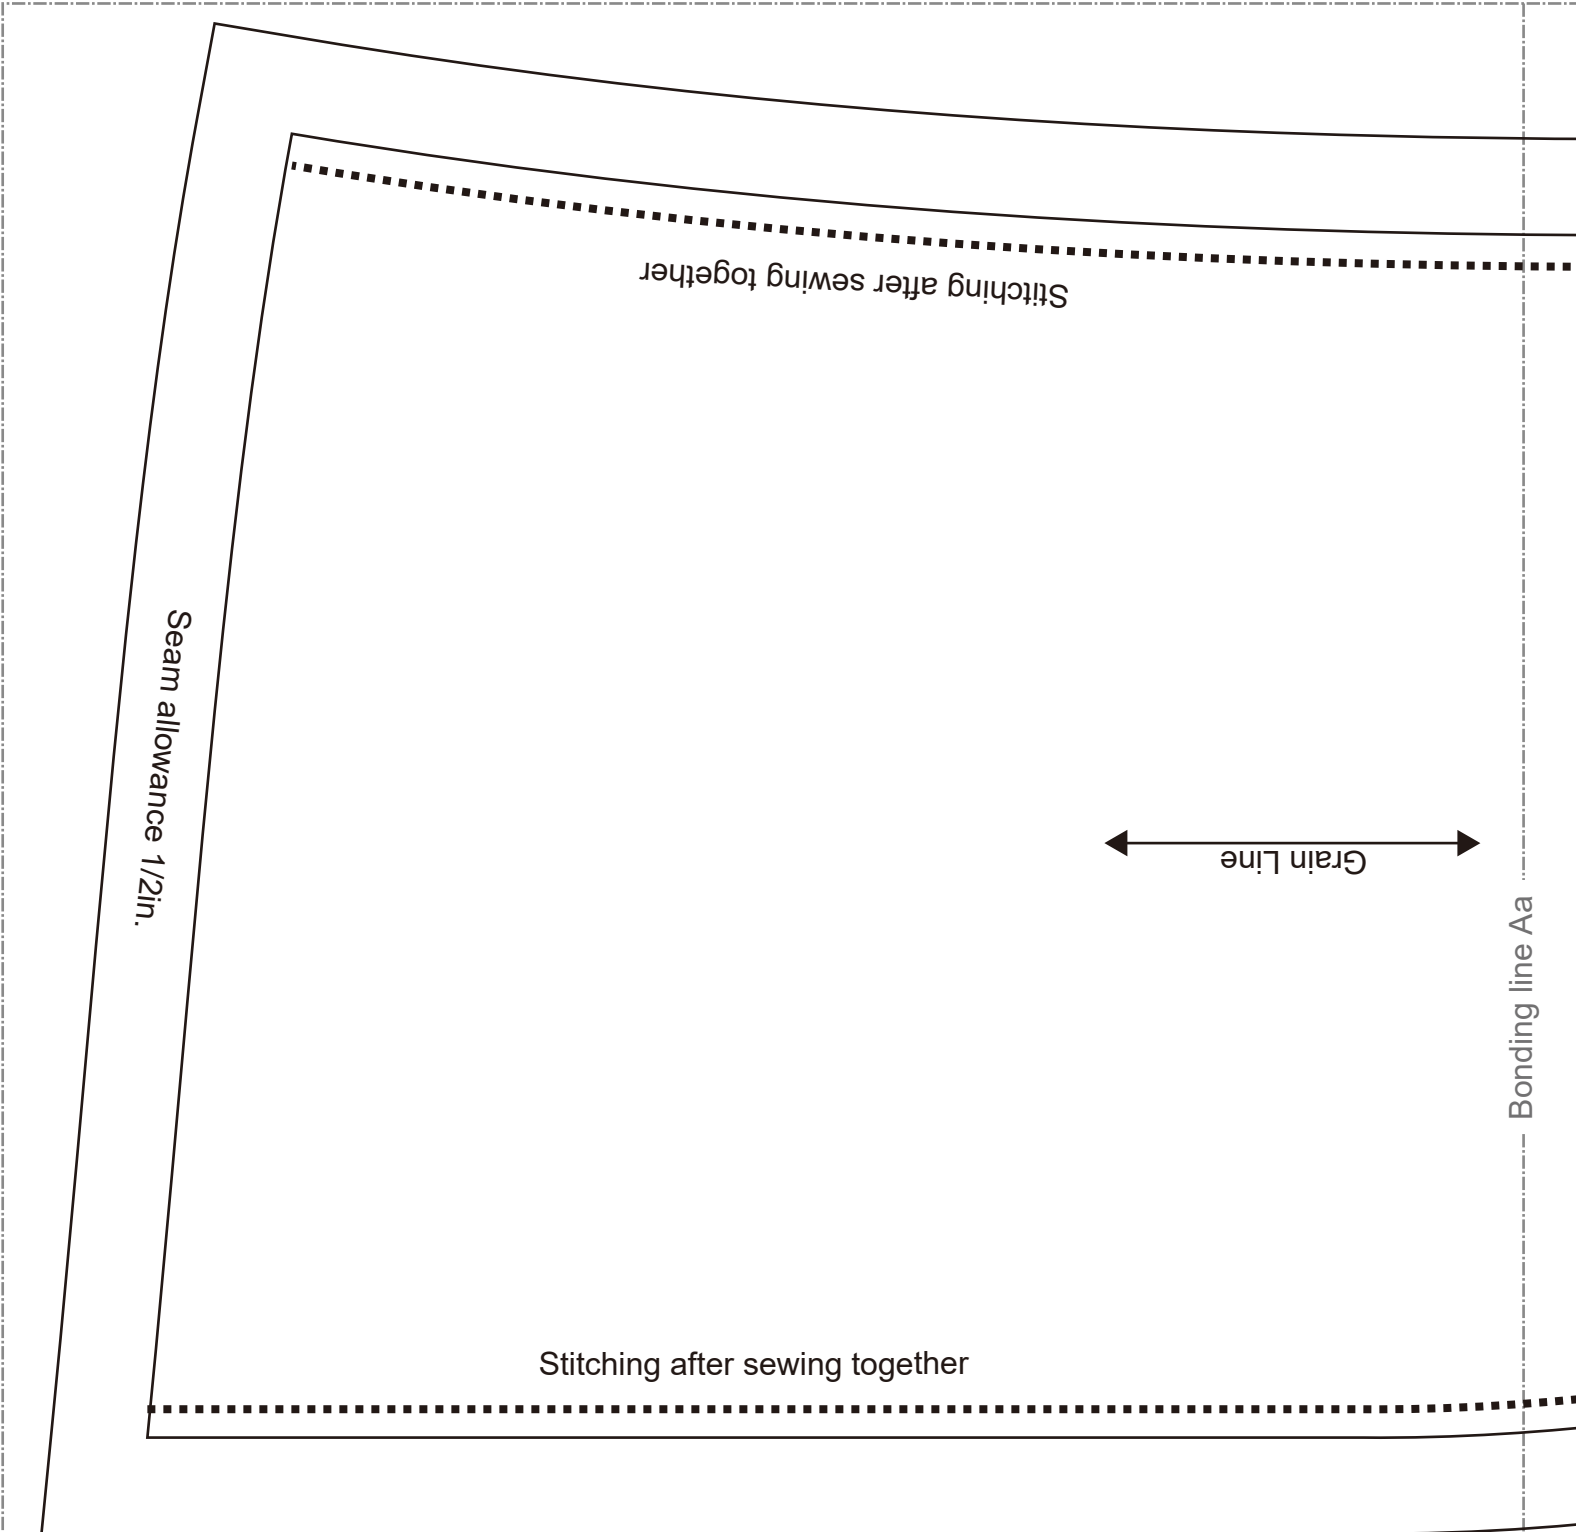 Stitching after sewing together
Seam allowance 1/2in.
Grain Line
Bonding line Aa
Stitching after sewing together